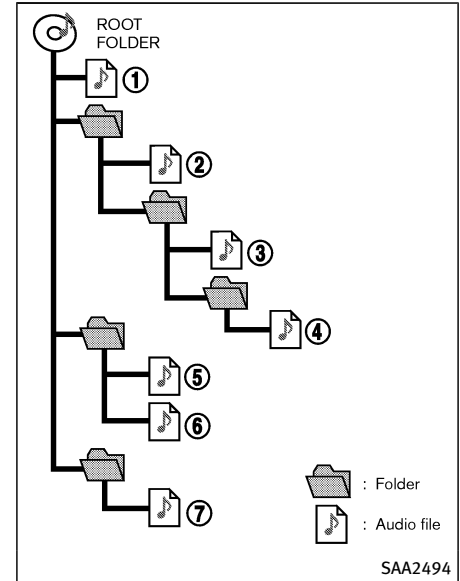 ROOT
FOLDER
①
②
③
④
⑤
⑥
⑦
: Folder
: Audio file
SAA2494